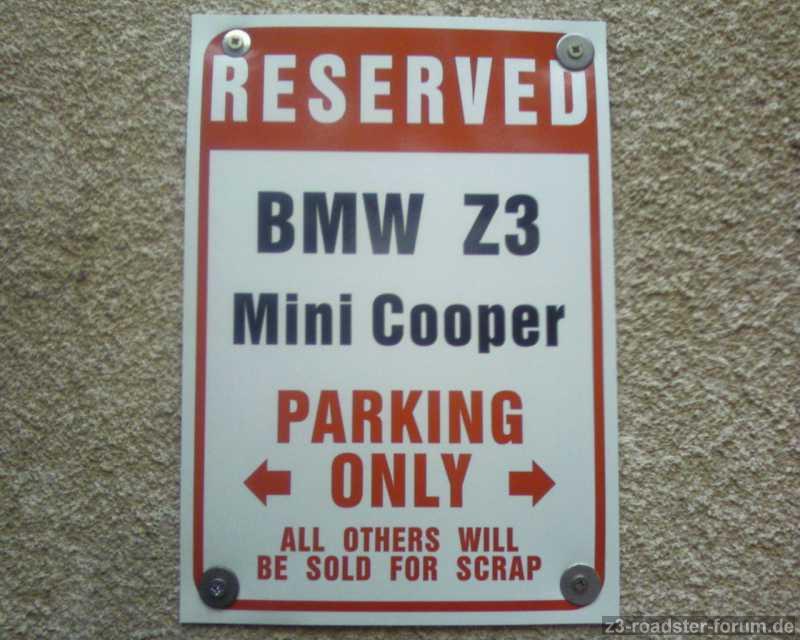 RESERVED
BMW Z3
Mini Cooper
PARKING
ONLY
ALL OTHERS WILL
BE SOLD FOR SCRAP
z3-roadster-forum.de